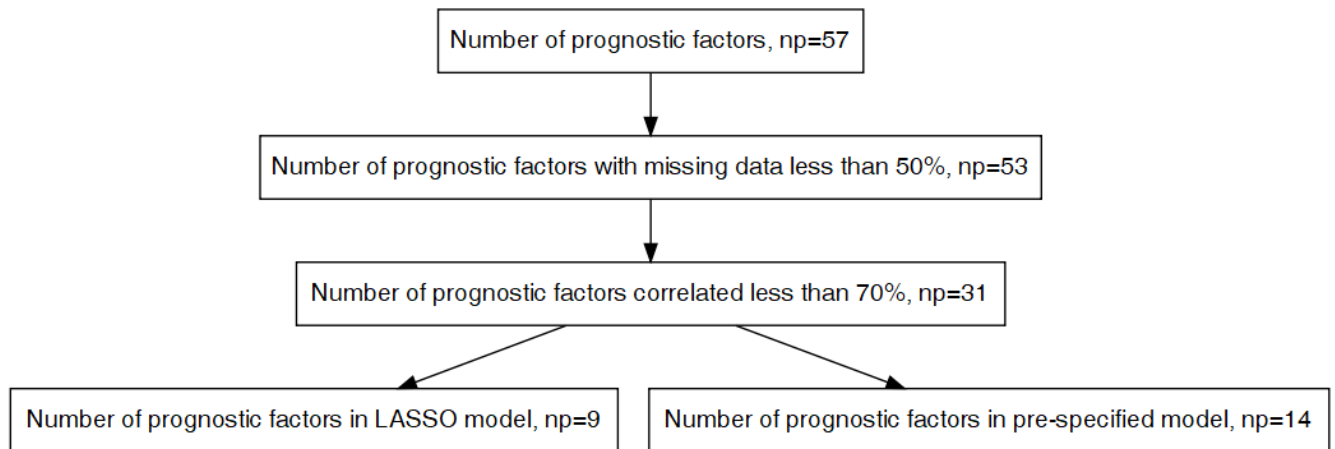 Number of prognostic factors, np=57
Number of prognostic factors with missing data less than 50%, np=53
Number of prognostic factors correlated less than 70%, np=31
Number of prognostic factors in LASSO model, np=9
Number of prognostic factors in pre-specified model, np=14